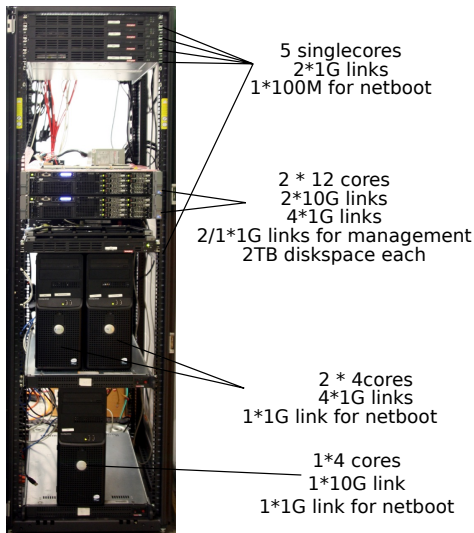 5 singlecores
2*1G links
1*100M for netboot
2 * 12 cores
2*10G links
4*1G links
2/1*1G links for management
2TB diskspace each
2 * 4cores
4*1G links
1*1G link for netboot
1*4 cores
1*10G link
1*1G link for netboot